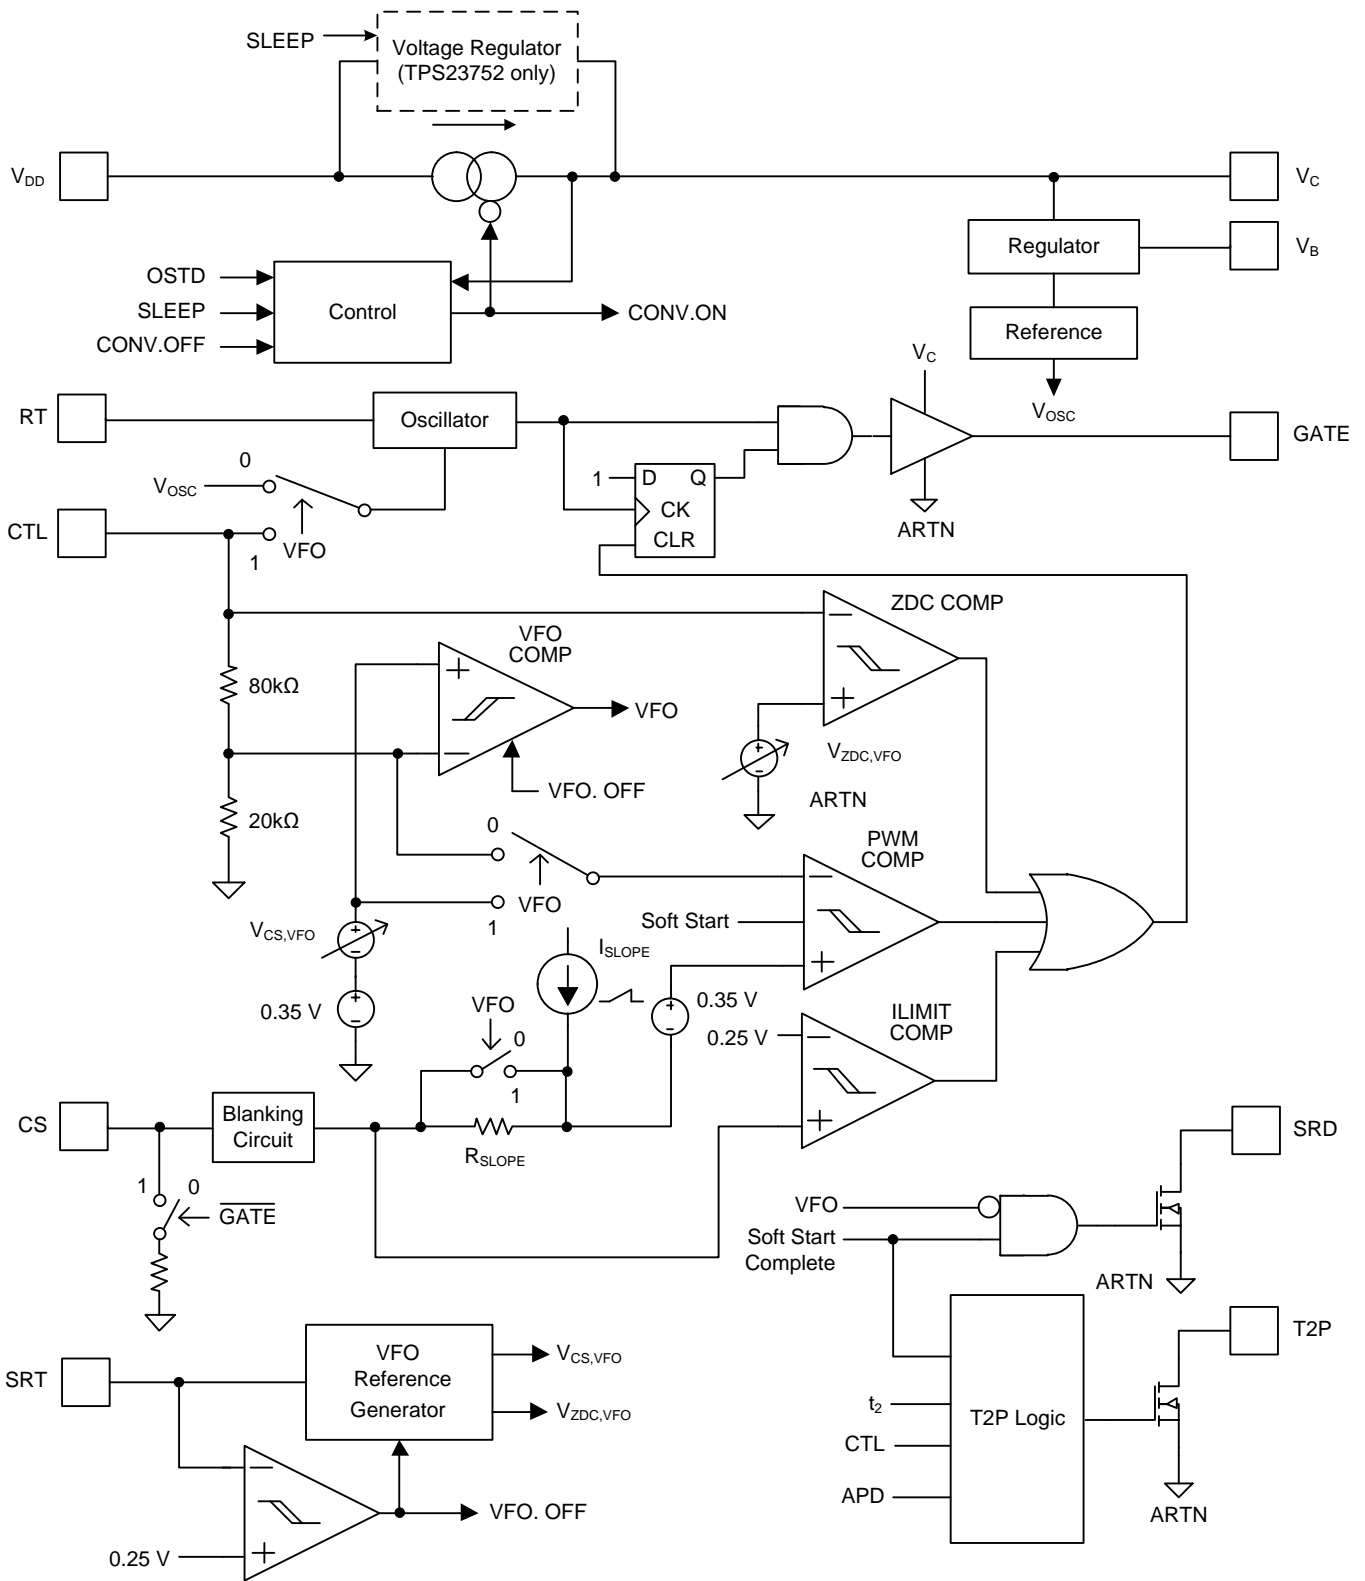 SLEEP
Voltage Regulator
(TPS23752 only)
VDD
VC
Regulator
VB
OSTD
SLEEP
CONV.OFF
Control
CONV.ON
Reference
VC
VOSC
RT
Oscillator
GATE
0
VOSC
1
D
Q
CK
CLR
ARTN
CTL
VFO
1
ZDC COMP
−
+
VFO
COMP
+
−
VFO
80kΩ
VZDC,VFO
+
−
ARTN
VFO. OFF
20kΩ
0
VFO
1
PWM
COMP
−
+
Soft Start
VCS,VFO
+
−
ISLOPE
0.35 V
+
−
0.35 V
+
−
VFO
0
1
ILIMIT
COMP
0.25 V
−
+
CS
Blanking
Circuit
RSLOPE
SRD
1
0
GATE
VFO
Soft Start
Complete
ARTN
T2P
SRT
VFO
Reference
Generator
VCS,VFO
VZDC,VFO
t2
CTL
APD
T2P Logic
ARTN
−
+
0.25 V
VFO. OFF